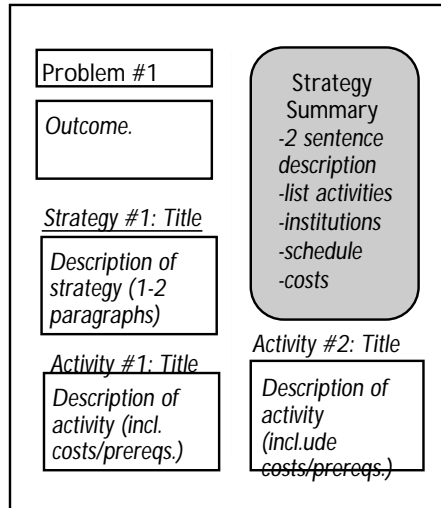 Problem #1
Outcome.
Strategy #1: Title
Description of
strategy (1-2
paragraphs)
Activity #1: Title
Description of
activity (incl.
costs/prereqs.)
Strategy
Summary
-2 sentence
description
-list activities
-institutions
-schedule
-costs
Activity #2: Title
Description of
activity
(incl.ude
costs/prereqs.)